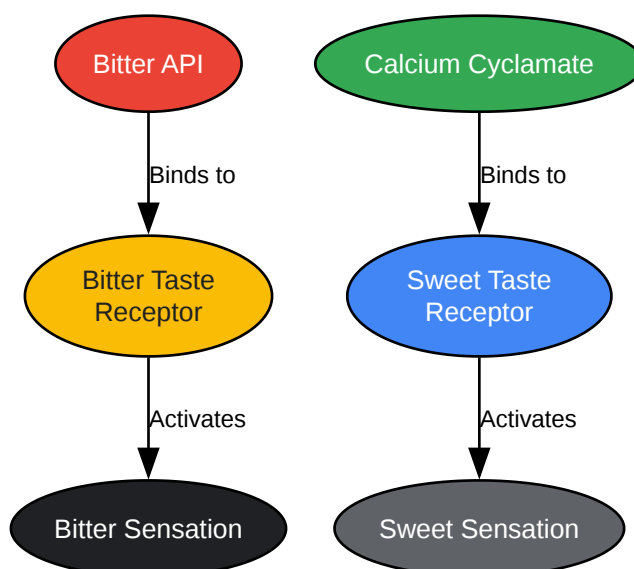 Bitter API
Calcium Cyclamate
Binds to
Binds to
Bitter Taste
Receptor
Sweet Taste
Receptor
Activates
Activates
Bitter Sensation
Sweet Sensation